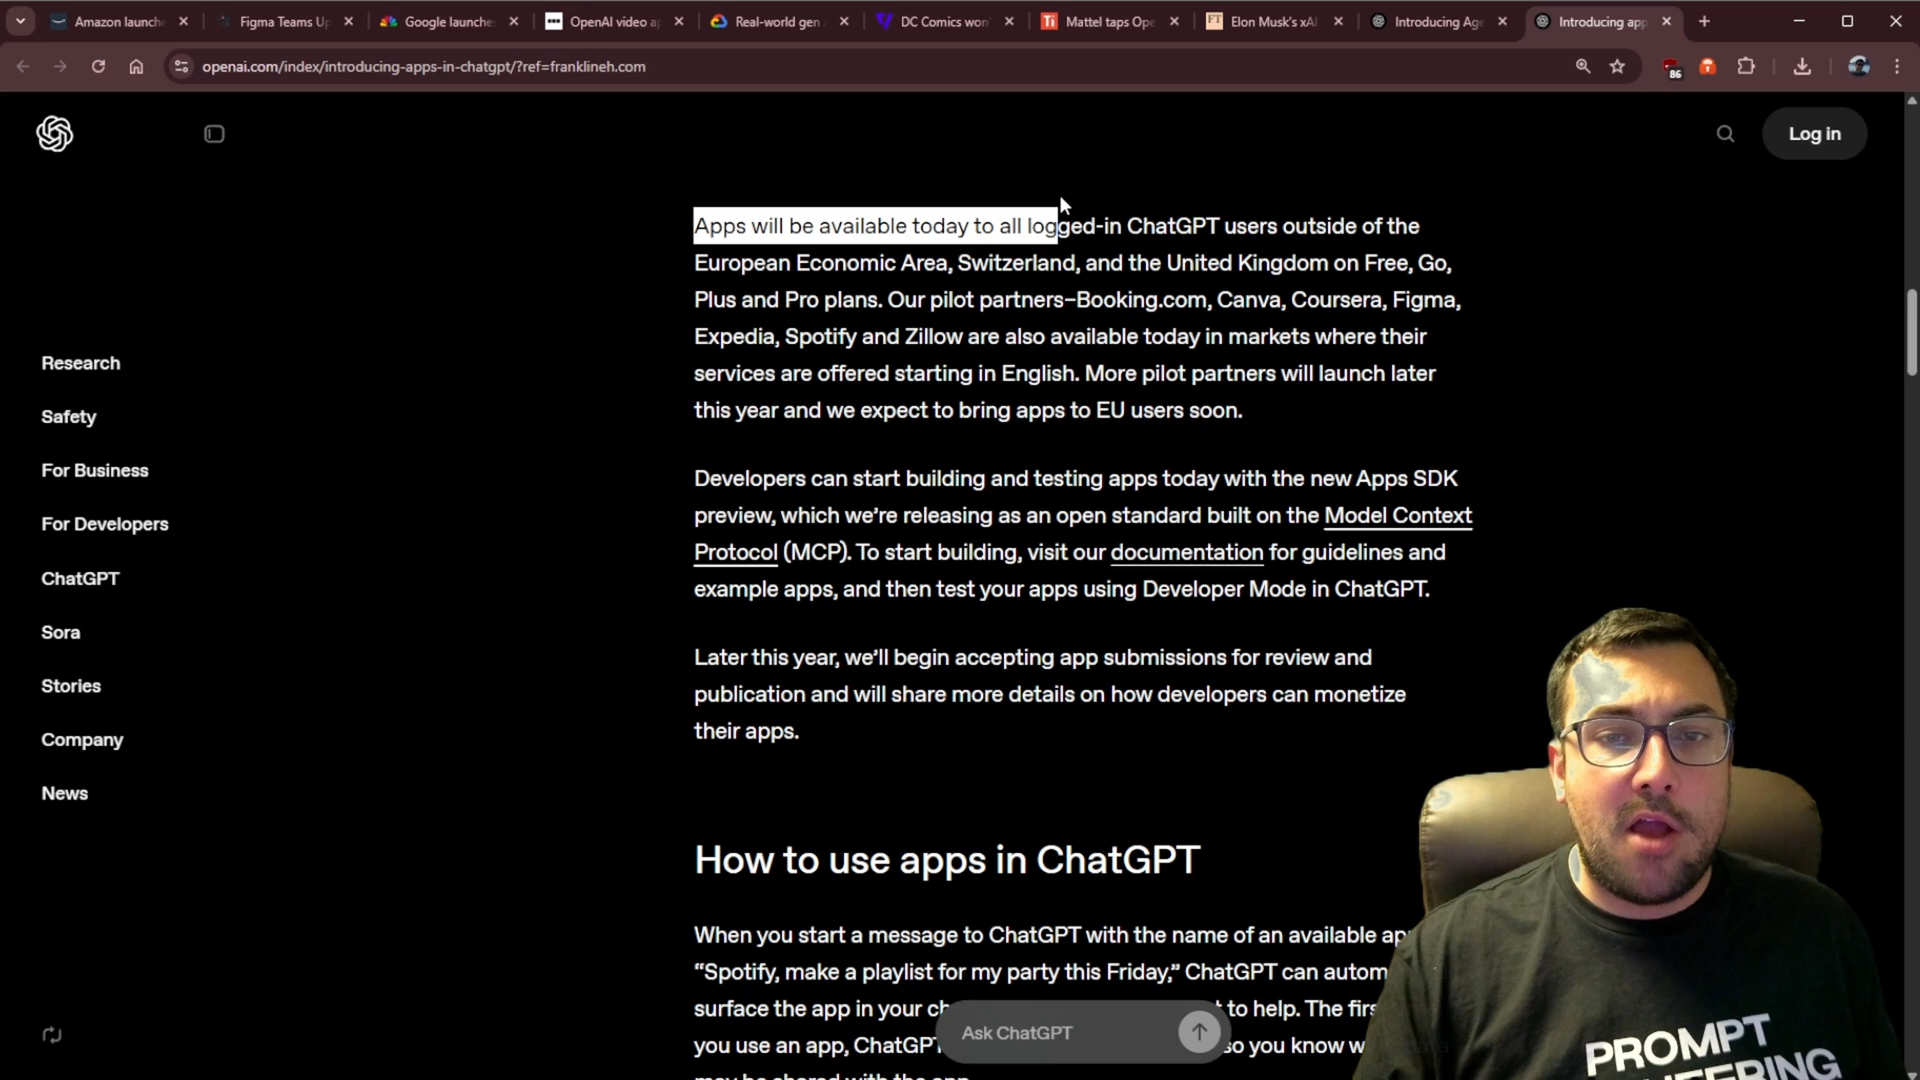 Amazon launch
Figma Teams Up
Google launche
OpenAI video a
Real-world gen
DC Comics won'
Mattel taps Ope
FT
Elon Musk's xAI
Introducing Age
Introducing app
openai.com/index/introducing-apps-in-chatgpt/?ref=franklineh.com
86
Log in
Apps will be available today to all logged-in ChatGPT users outside of the
European Economic Area, Switzerland, and the United Kingdom on Free, Go,
Plus and Pro plans. Our pilot partners–Booking.com, Canva, Coursera, Figma,
Expedia, Spotify and Zillow are also available today in markets where their
services are offered starting in English. More pilot partners will launch later
this year and we expect to bring apps to EU users soon.
Research
Safety
For Business
For Developers
ChatGPT
Sora
Stories
Company
News
Developers can start building and testing apps today with the new Apps SDK
preview, which we’re releasing as an open standard built on the Model Context
Protocol (MCP). To start building, visit our documentation for guidelines and
example apps, and then test your apps using Developer Mode in ChatGPT.
Later this year, we’ll begin accepting app submissions for review and
publication and will share more details on how developers can monetize
their apps.
How to use apps in ChatGPT
When you start a message to ChatGPT with the name of an available ap
“Spotify, make a playlist for my party this Friday,” ChatGPT can autom
surface the app in your ch t to help. The firs
you use an app, ChatGPT so you know w
may be shared with the app
Ask ChatGPT
PROMPT
ENGINEERING